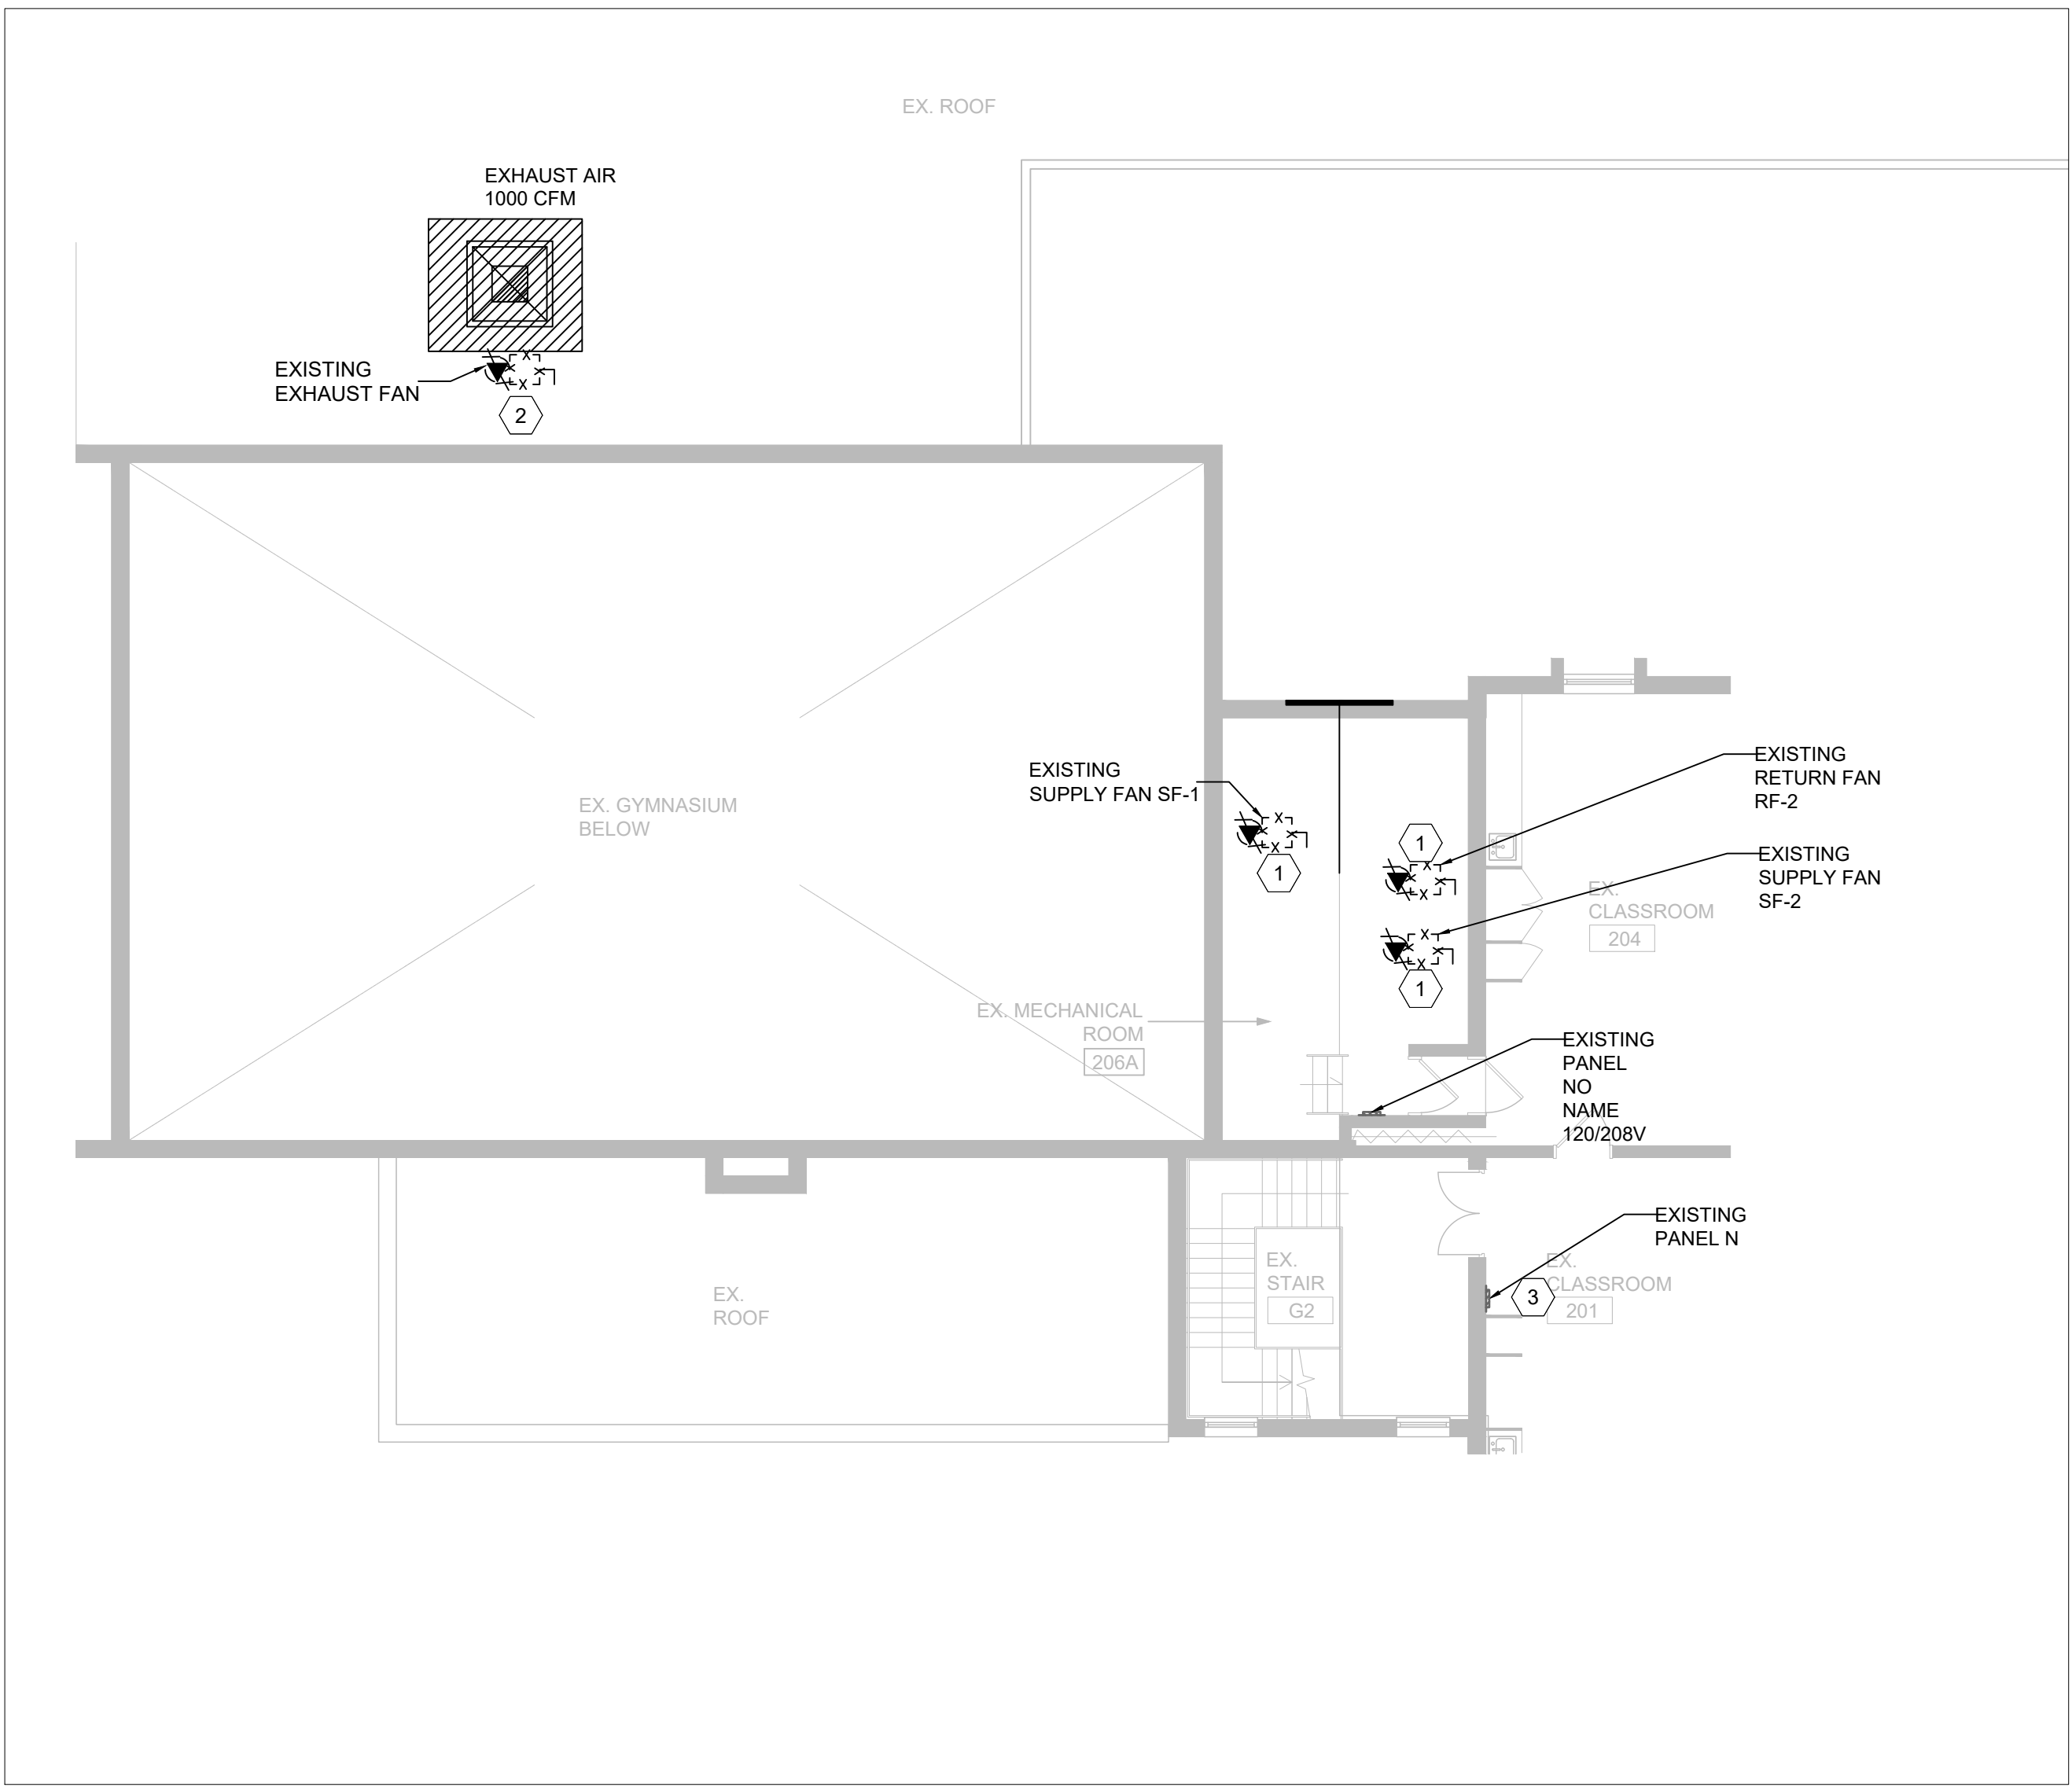 EX. ROOF
EXHAUST AIR
1000 CFM
EXISTING
EXHAUST FAN
2
EXISTING
SUPPLY FAN SF-1
1
EXISTING
RETURN FAN
RF-2
1
EXISTING
SUPPLY FAN
SF-2
1
EX. GYMNASIUM
BELOW
EX.
CLASSROOM
204
EX. MECHANICAL
ROOM
206A
EXISTING
PANEL
NO
NAME
120/208V
EXISTING
PANEL N
3
EX.
CLASSROOM
201
EX.
STAIR
G2
EX.
ROOF